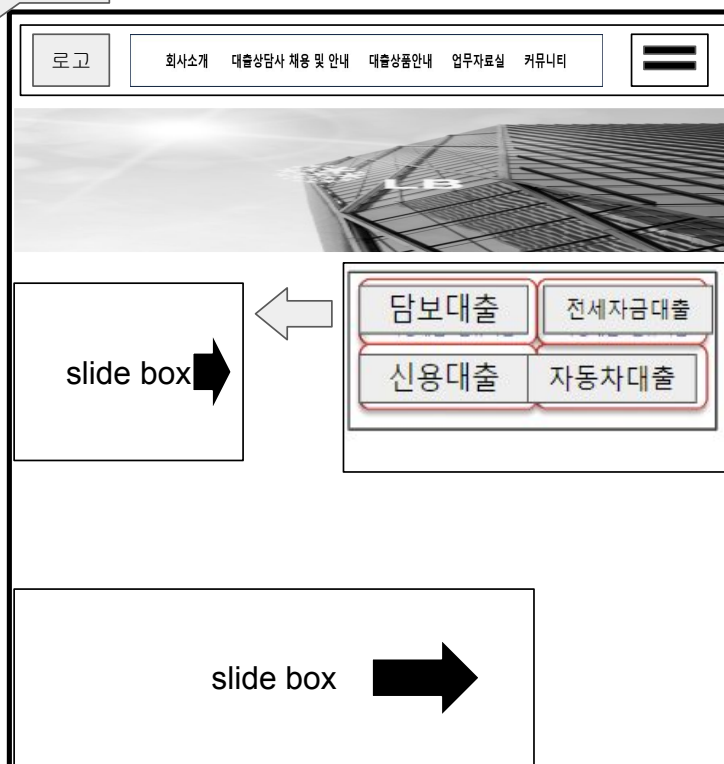 로고
회사소개 대출상담사 채용 및 안내 대출상품안내 업무자료실 커뮤니티
LB
담보대출 전세자금대출
신용대출 자동차대출
slide box
slide box